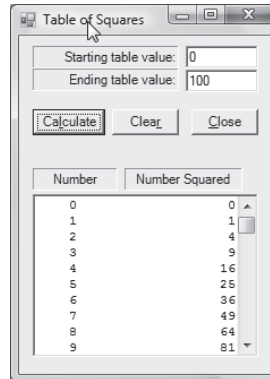 Table of Squares
Starting table value: 0
Ending table value: 100
Calculate Clear Close
Number Number Squared
0 0
1 1
2 4
3 9
4 16
5 25
6 36
7 49
8 64
9 81